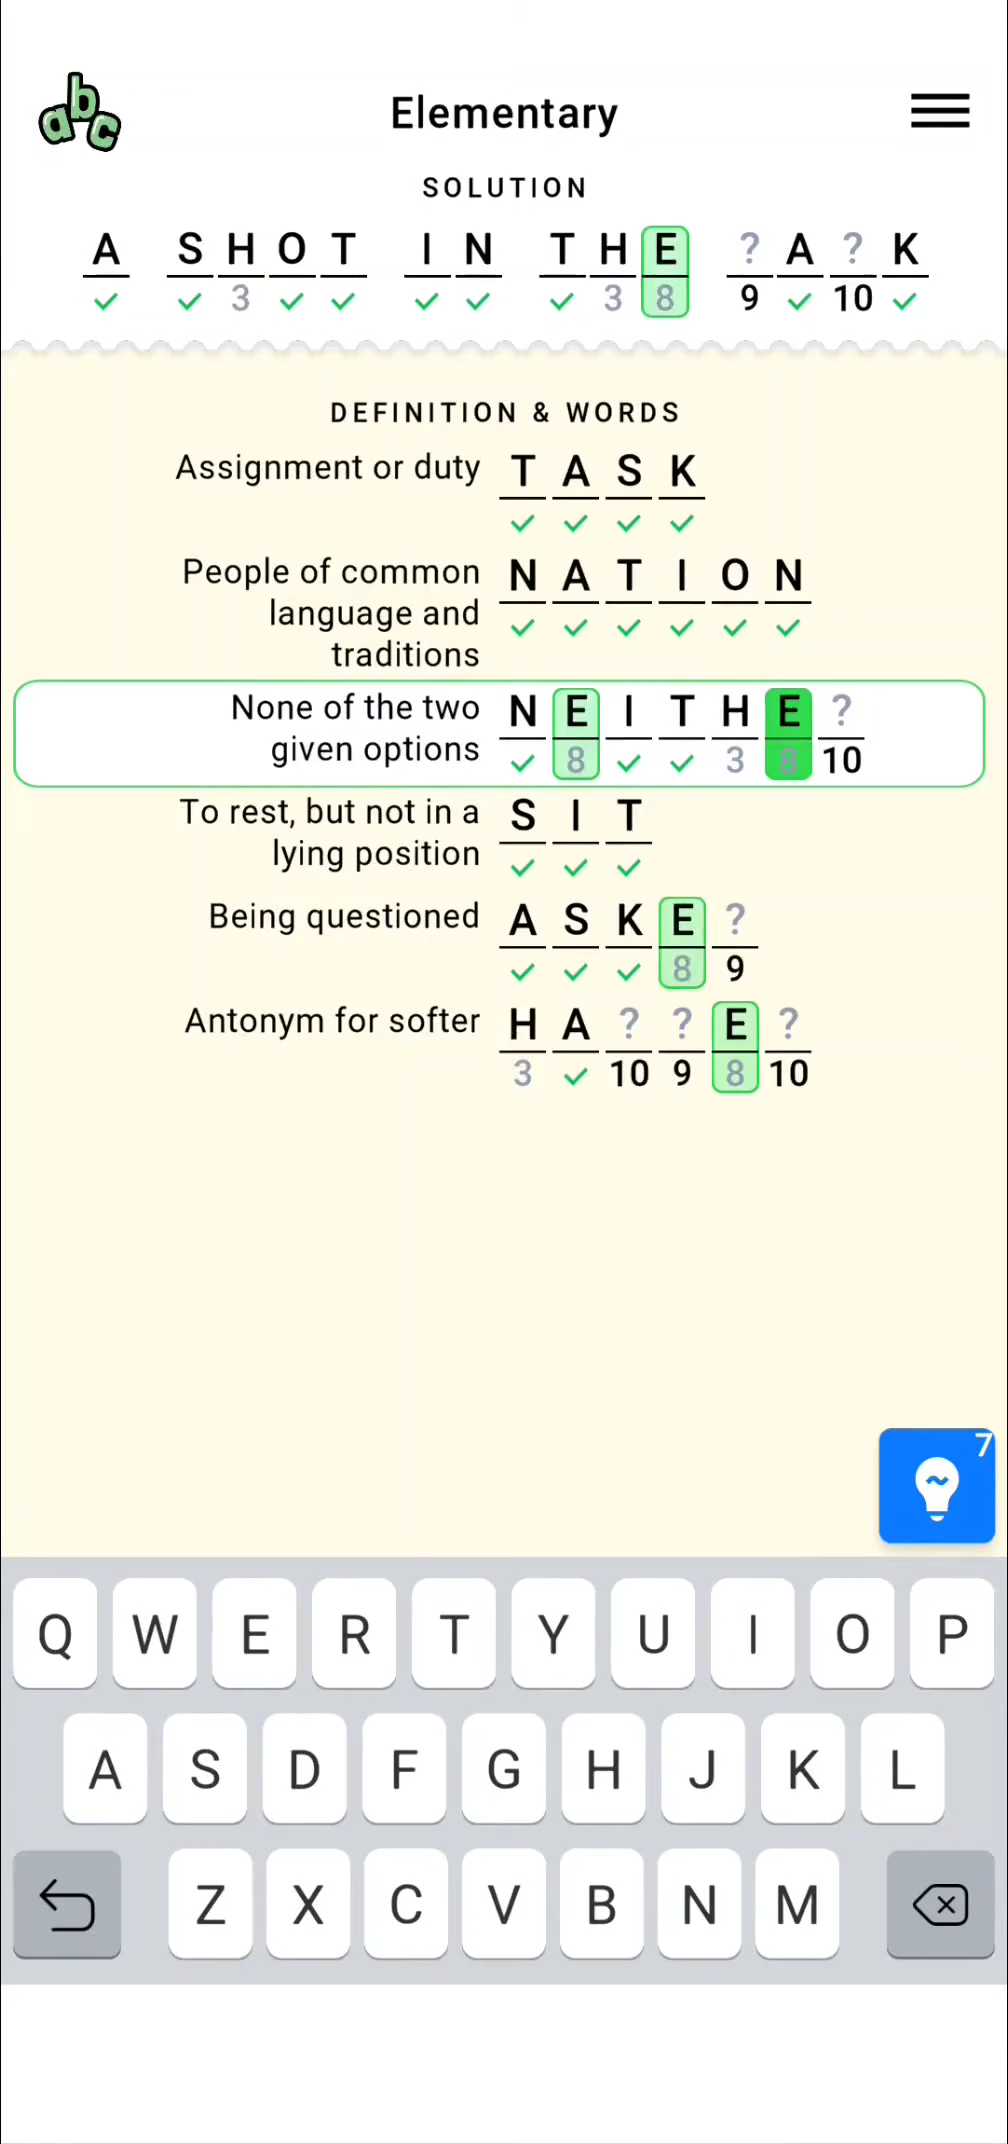 abc
Elementary
SOLUTION
A SHOT IN THE ?A?K
3 3 8 9 10
DEFINITION & WORDS
Assignment or duty TASK
People of common NATION
language and
traditions
None of the two NEITHE?
given options 8 3 8 10
To rest, but not in a SIT
lying position
Being questioned ASKE?
8 9
Antonym for softer HA??E?
3 10 9 8 10
7
Q W E R T Y U I O P
A S D F G H J K L
Z X C V B N M